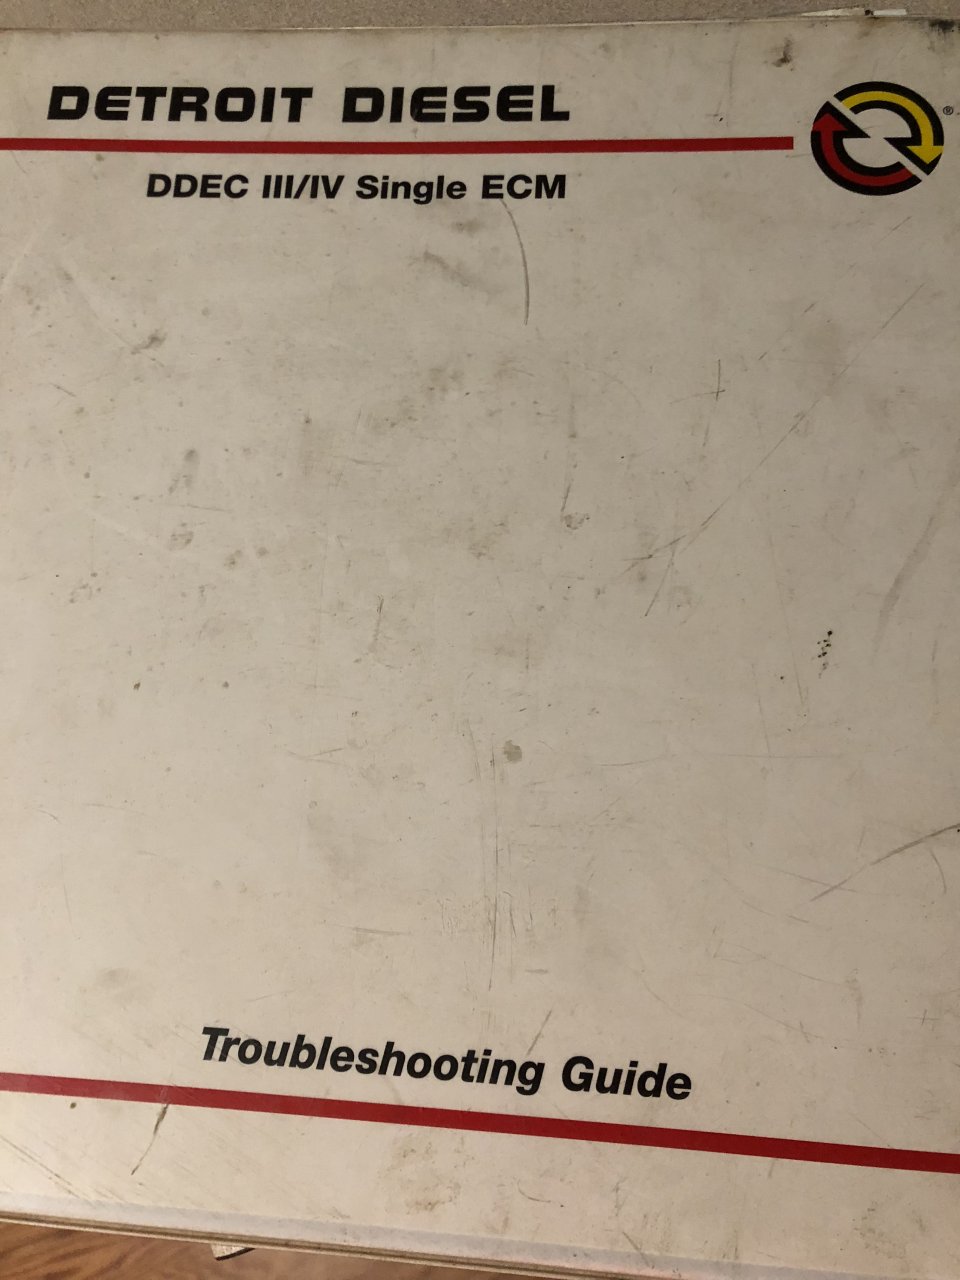 DETROIT DIESEL
®
DDEC III/IV Single ECM
Troubleshooting Guide